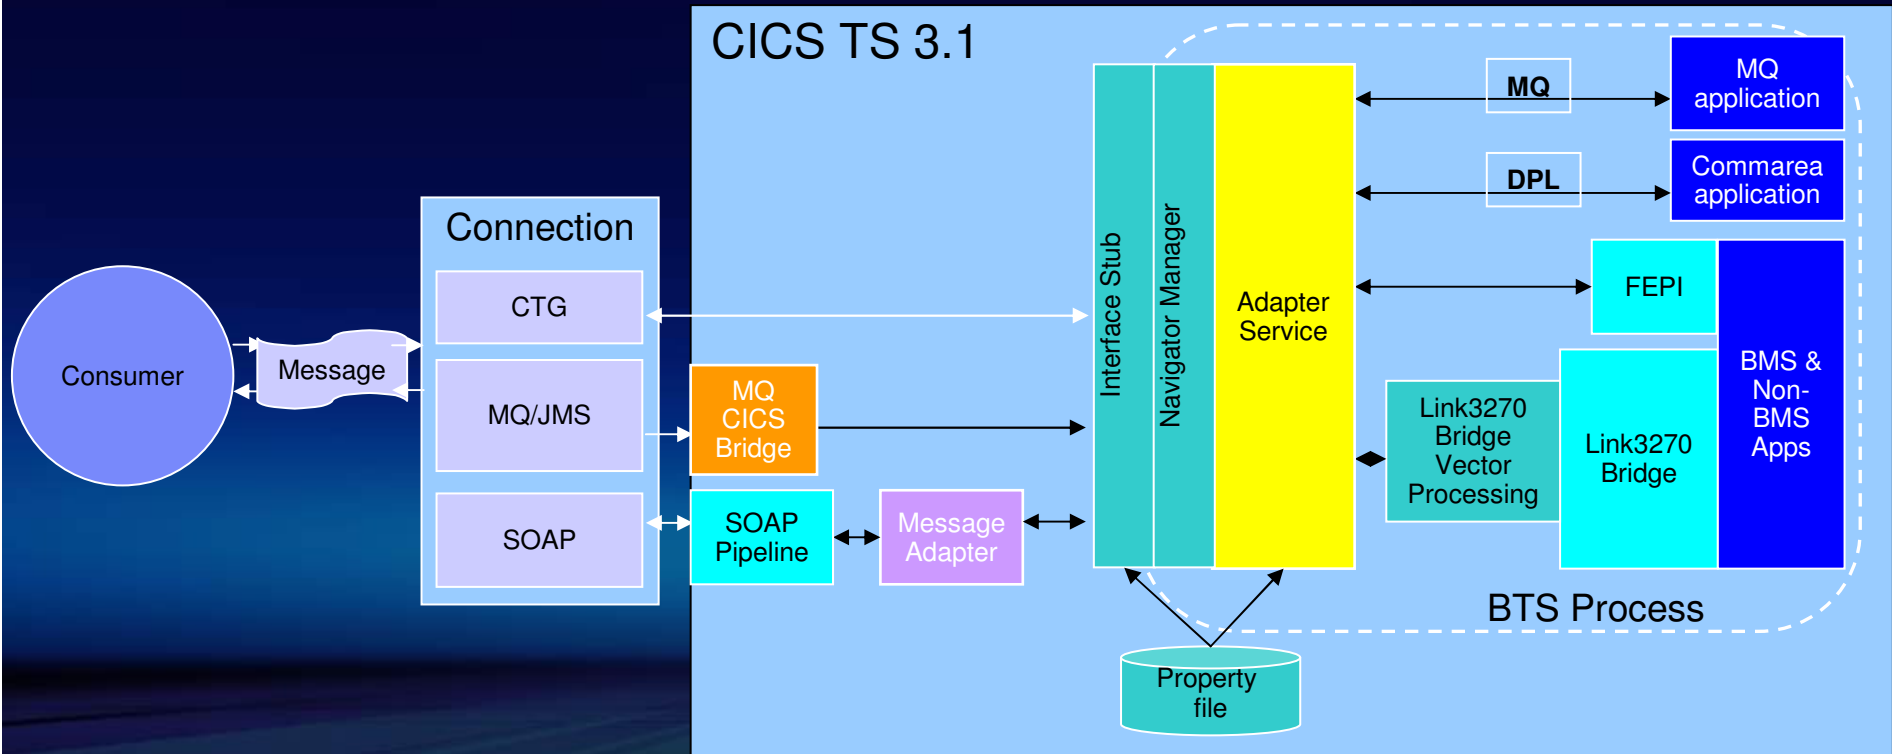 CICS TS 3.1
Connection
CTG
MQ/JMS
SOAP
Consumer
Message
MQ
CICS
Bridge
SOAP
Pipeline
Message
Adapter
Interface Stub
Navigator Manager
Adapter
Service
MQ
DPL
MQ
application
Commarea
application
FEPI
Link3270
Bridge
Vector
Processing
Link3270
Bridge
BMS &
Non-
BMS
Apps
BTS Process
Property
file